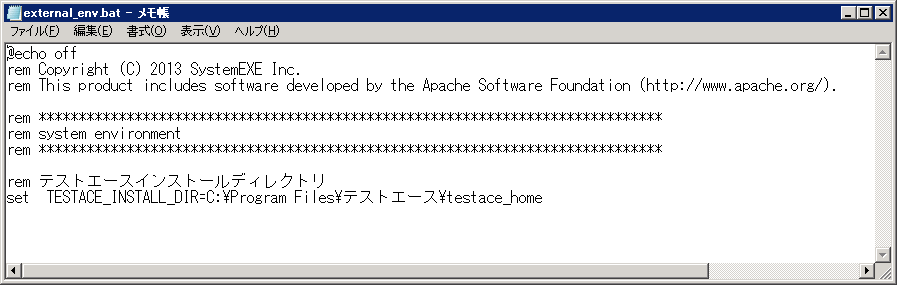 external_env.bat - メモ帳
ファイル(F) 編集(E) 書式(O) 表示(V) ヘルプ(H)
@echo off
rem Copyright (C) 2013 SystemEXE Inc.
rem This product includes software developed by the Apache Software Foundation (http://www.apache.org/).
rem ******************************************************************************
rem system environment
rem ******************************************************************************
rem テストエースインストールディレクトリ
set  TESTACE_INSTALL_DIR=C:¥Program Files¥テストエース¥testace_home